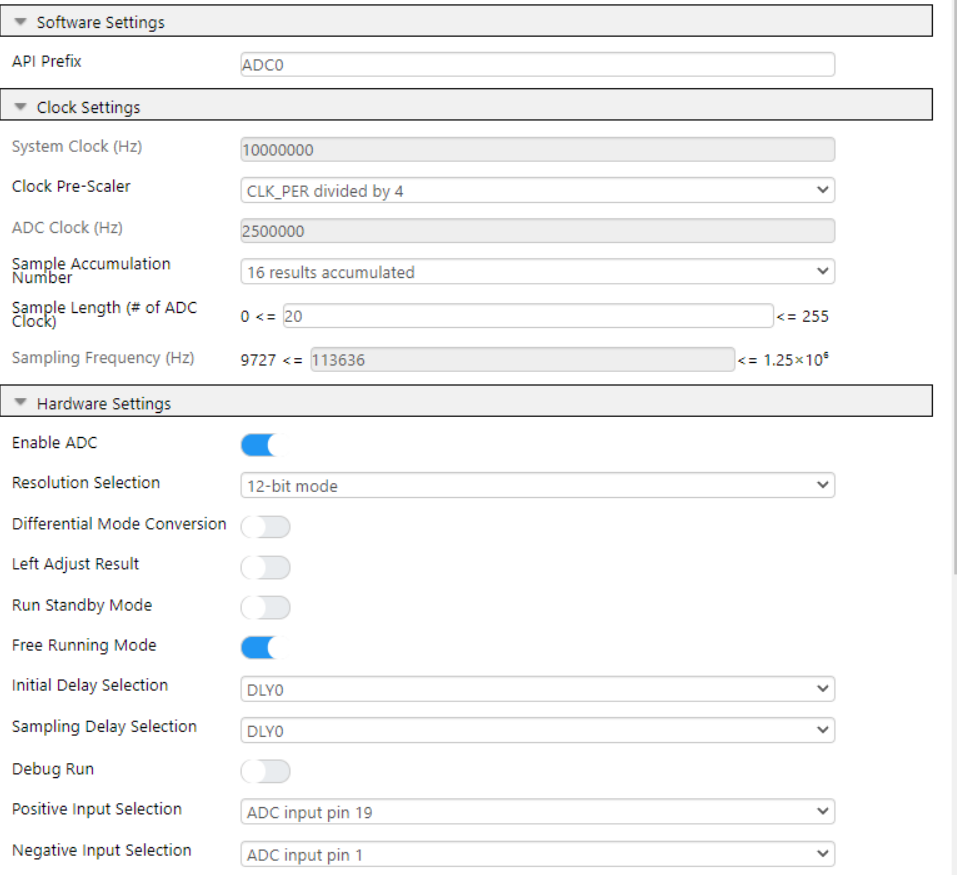 Software Settings
API Prefix ADC0
Clock Settings
System Clock (Hz) 10000000
Clock Pre-Scaler CLK_PER divided by 4
ADC Clock (Hz) 2500000
Sample Accumulation
Number 16 results accumulated
Sample Length (# of ADC
Clock) 0 <= 20 <= 255
Sampling Frequency (Hz) 9727 <= 113636 <= 1.25×10⁶
Hardware Settings
Enable ADC
Resolution Selection 12-bit mode
Differential Mode Conversion
Left Adjust Result
Run Standby Mode
Free Running Mode
Initial Delay Selection DLY0
Sampling Delay Selection DLY0
Debug Run
Positive Input Selection ADC input pin 19
Negative Input Selection ADC input pin 1